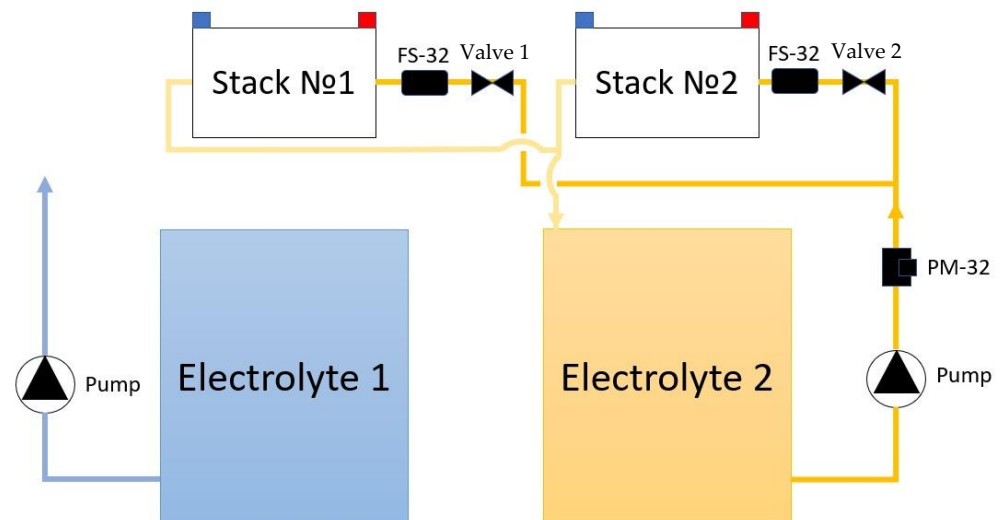 FS-32
Valve 1
FS-32
Valve 2
Stack №1
Stack №2
PM-32
Electrolyte 1
Electrolyte 2
Pump
Pump